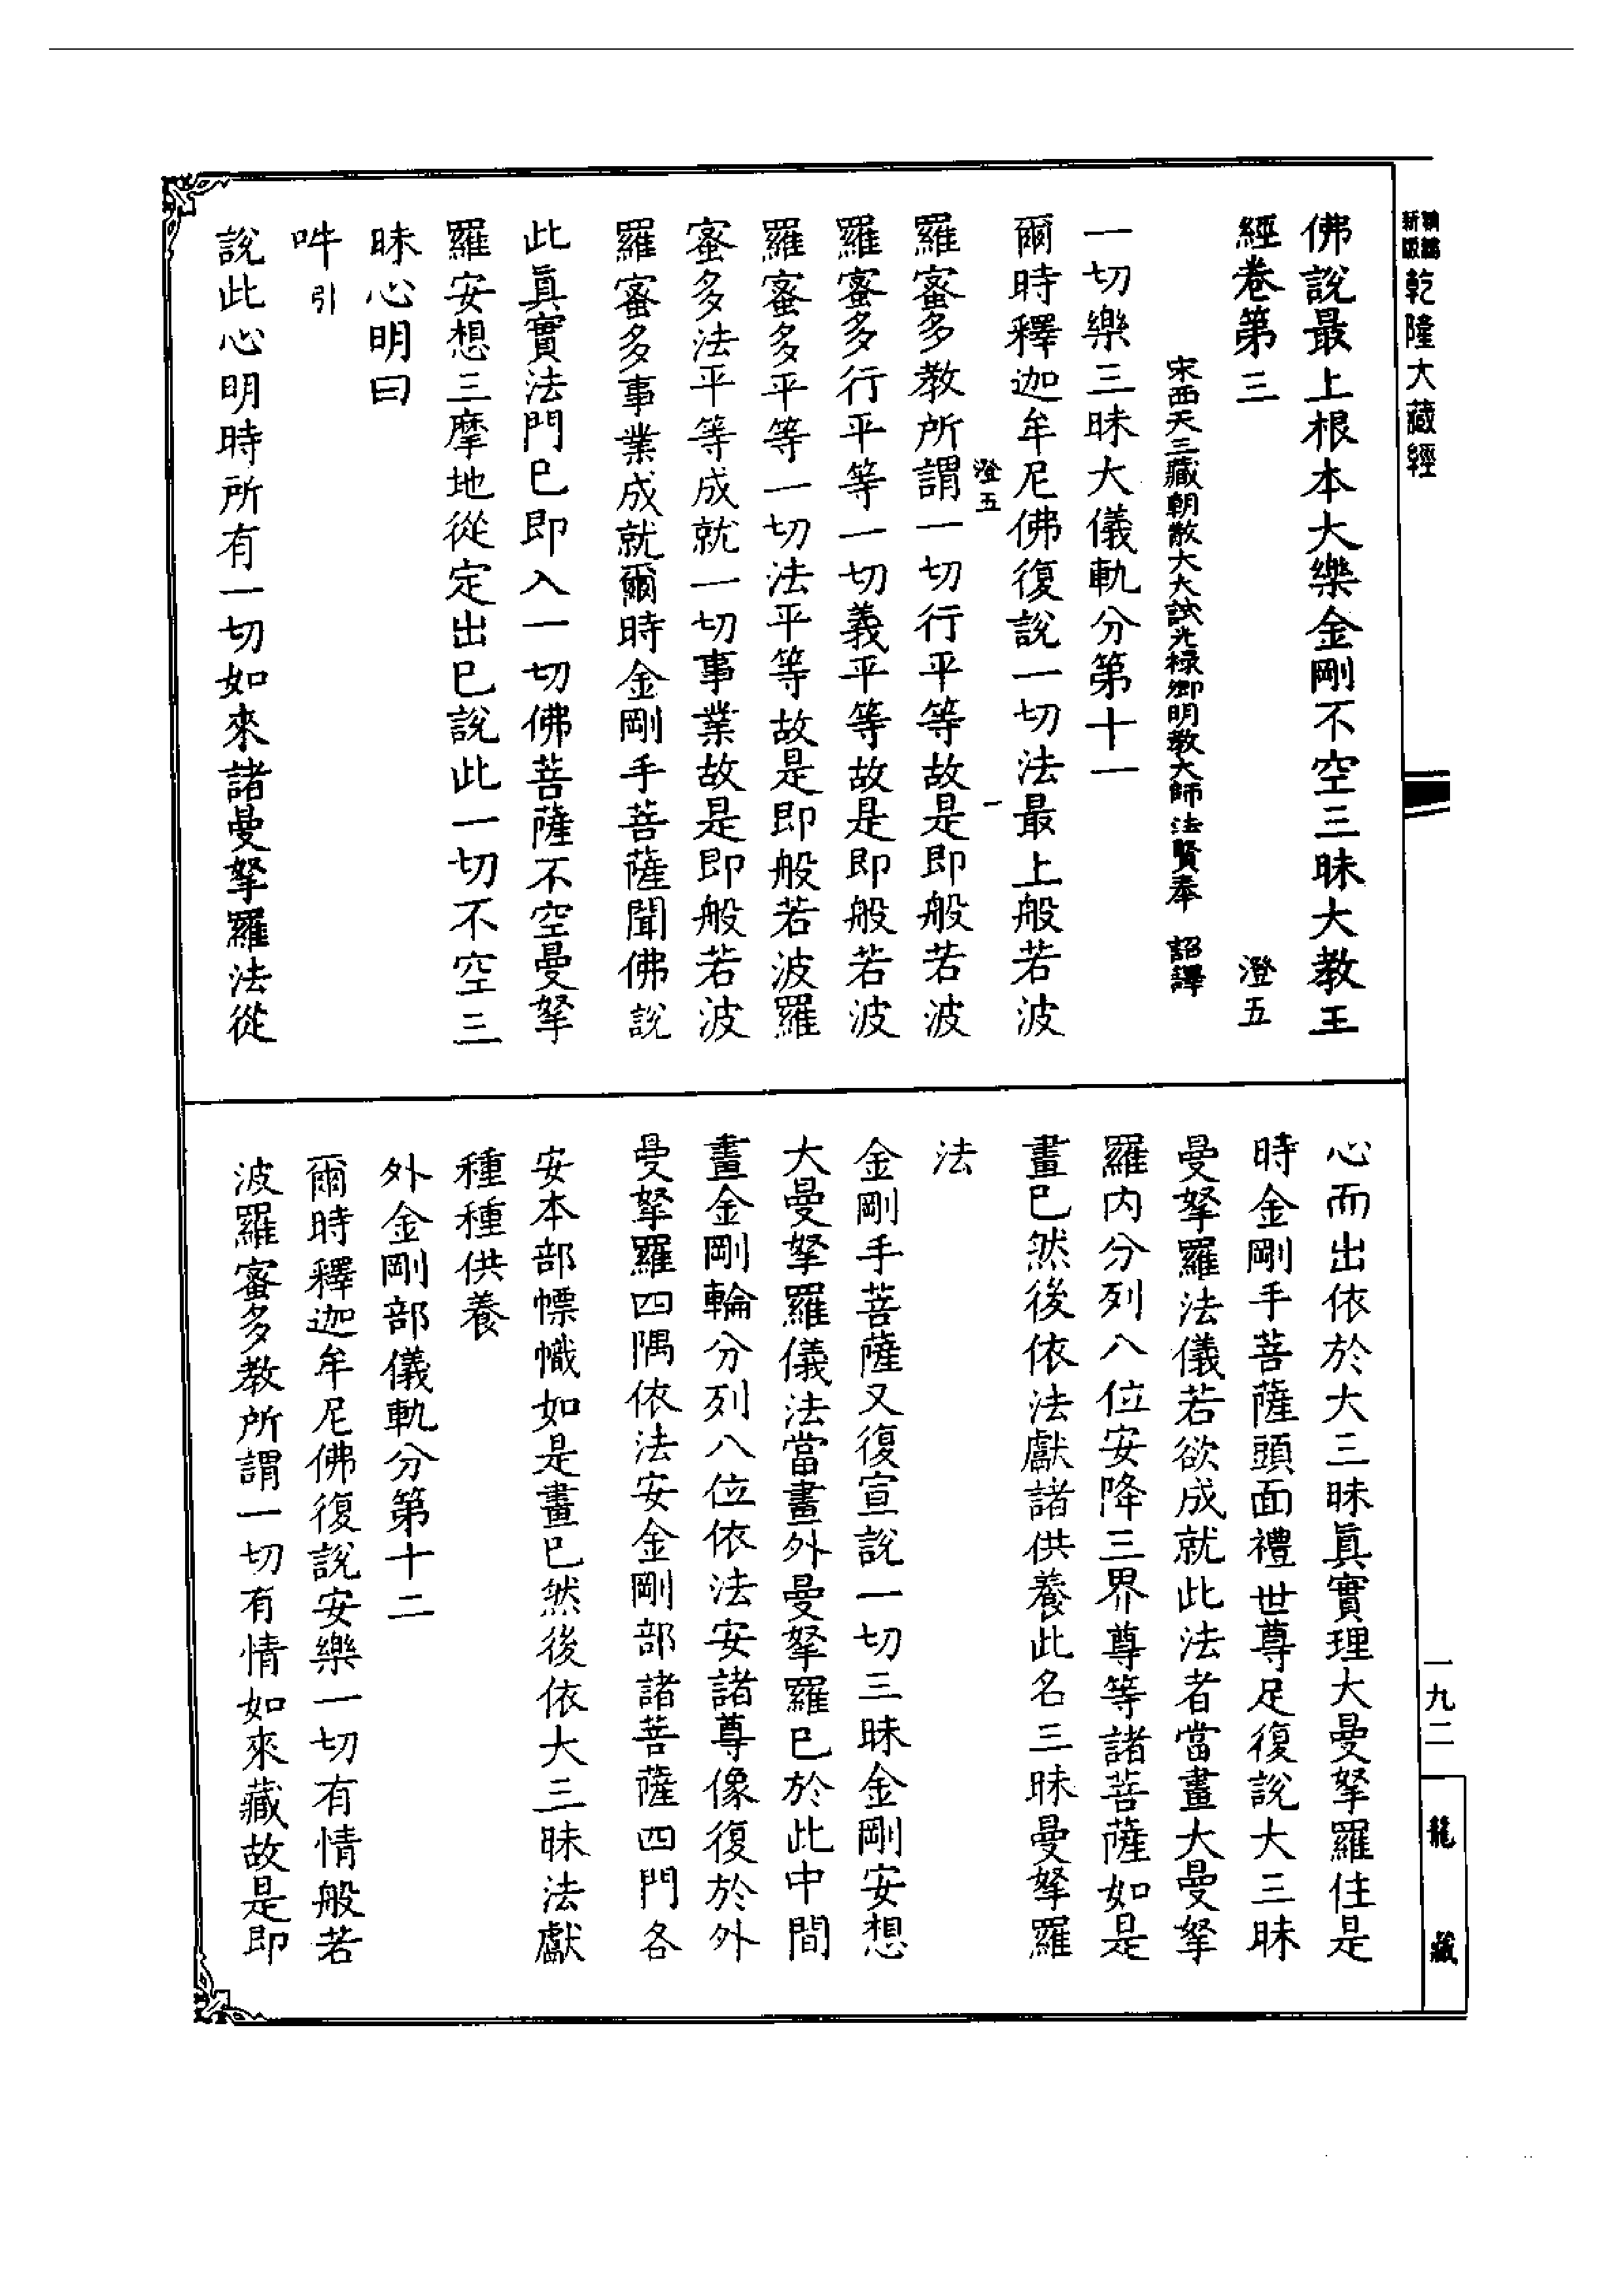 新編
新版
乾隆大藏經
佛說最上根本大樂金剛不空三昧大教王
經卷第三　澄五
宋西天三藏朝散大夫試光祿卿明教大師法賢奉　詔譯
一切樂三昧大儀軌分第十一
爾時釋迦牟尼佛復說一切法最上般若波
澄五　一
羅蜜多教所謂一切行平等故是即般若波
羅蜜多行平等一切義平等故是即般若波
羅蜜多平等一切法平等故是即般若波羅
蜜多法平等成就一切事業故是即般若波
羅蜜多事業成就爾時金剛手菩薩聞佛說
此眞實法門已即入一切佛菩薩不空曼拏
羅安想三摩地從定出已說此一切不空三
昧心明曰
吽引
說此心明時所有一切如來諸曼拏羅法從
心而出依於大三昧眞實理大曼拏羅住是
時金剛手菩薩頭面禮世尊足復說大三昧
曼拏羅法儀若欲成就此法者當畫大曼拏
羅內分列八位安降三界尊等諸菩薩如是
畫已然後依法獻諸供養此名三昧曼拏羅
法
金剛手菩薩又復宣說一切三昧金剛安想
大曼拏羅儀法當畫外曼拏羅已於此中間
畫金剛輪分列八位依法安諸尊像復於外
曼拏羅四隅依法安金剛部諸菩薩四門各
安本部幖幟如是畫已然後依大三昧法獻
種種供養
外金剛部儀軌分第十二
爾時釋迦牟尼佛復說安樂一切有情般若
波羅蜜多教所謂一切有情如來藏故是即
一九二
龍藏